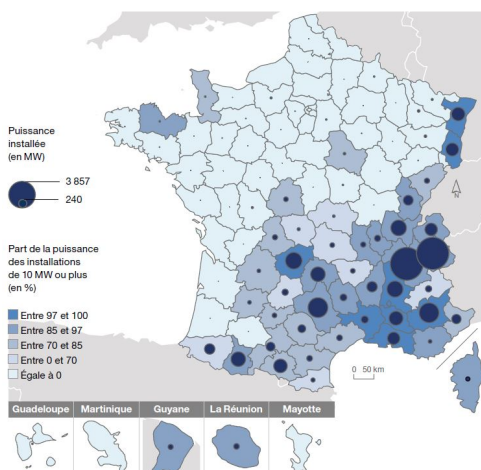 Puissance
installée
(en MW)
3 857
240
N
Part de la puissance
des installations
de 10 MW ou plus
(en %)
Entre 97 et 100
Entre 85 et 97
Entre 70 et 85
Entre 0 et 70
Égale à 0
0 50 km
Guadeloupe Martinique Guyane La Réunion Mayotte